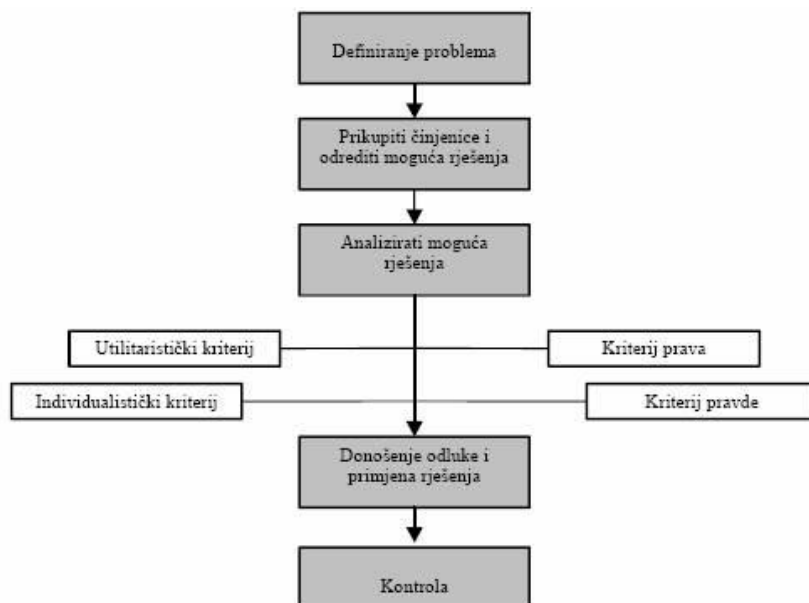 Definiranje problema
Prikupiti činjenice i
odrediti moguća rješenja
Analizirati moguća
rješenja
Utilitaristički kriterij
Kriterij prava
Individualistički kriterij
Kriterij pravde
Donošenje odluke i
primjena rješenja
Kontrola